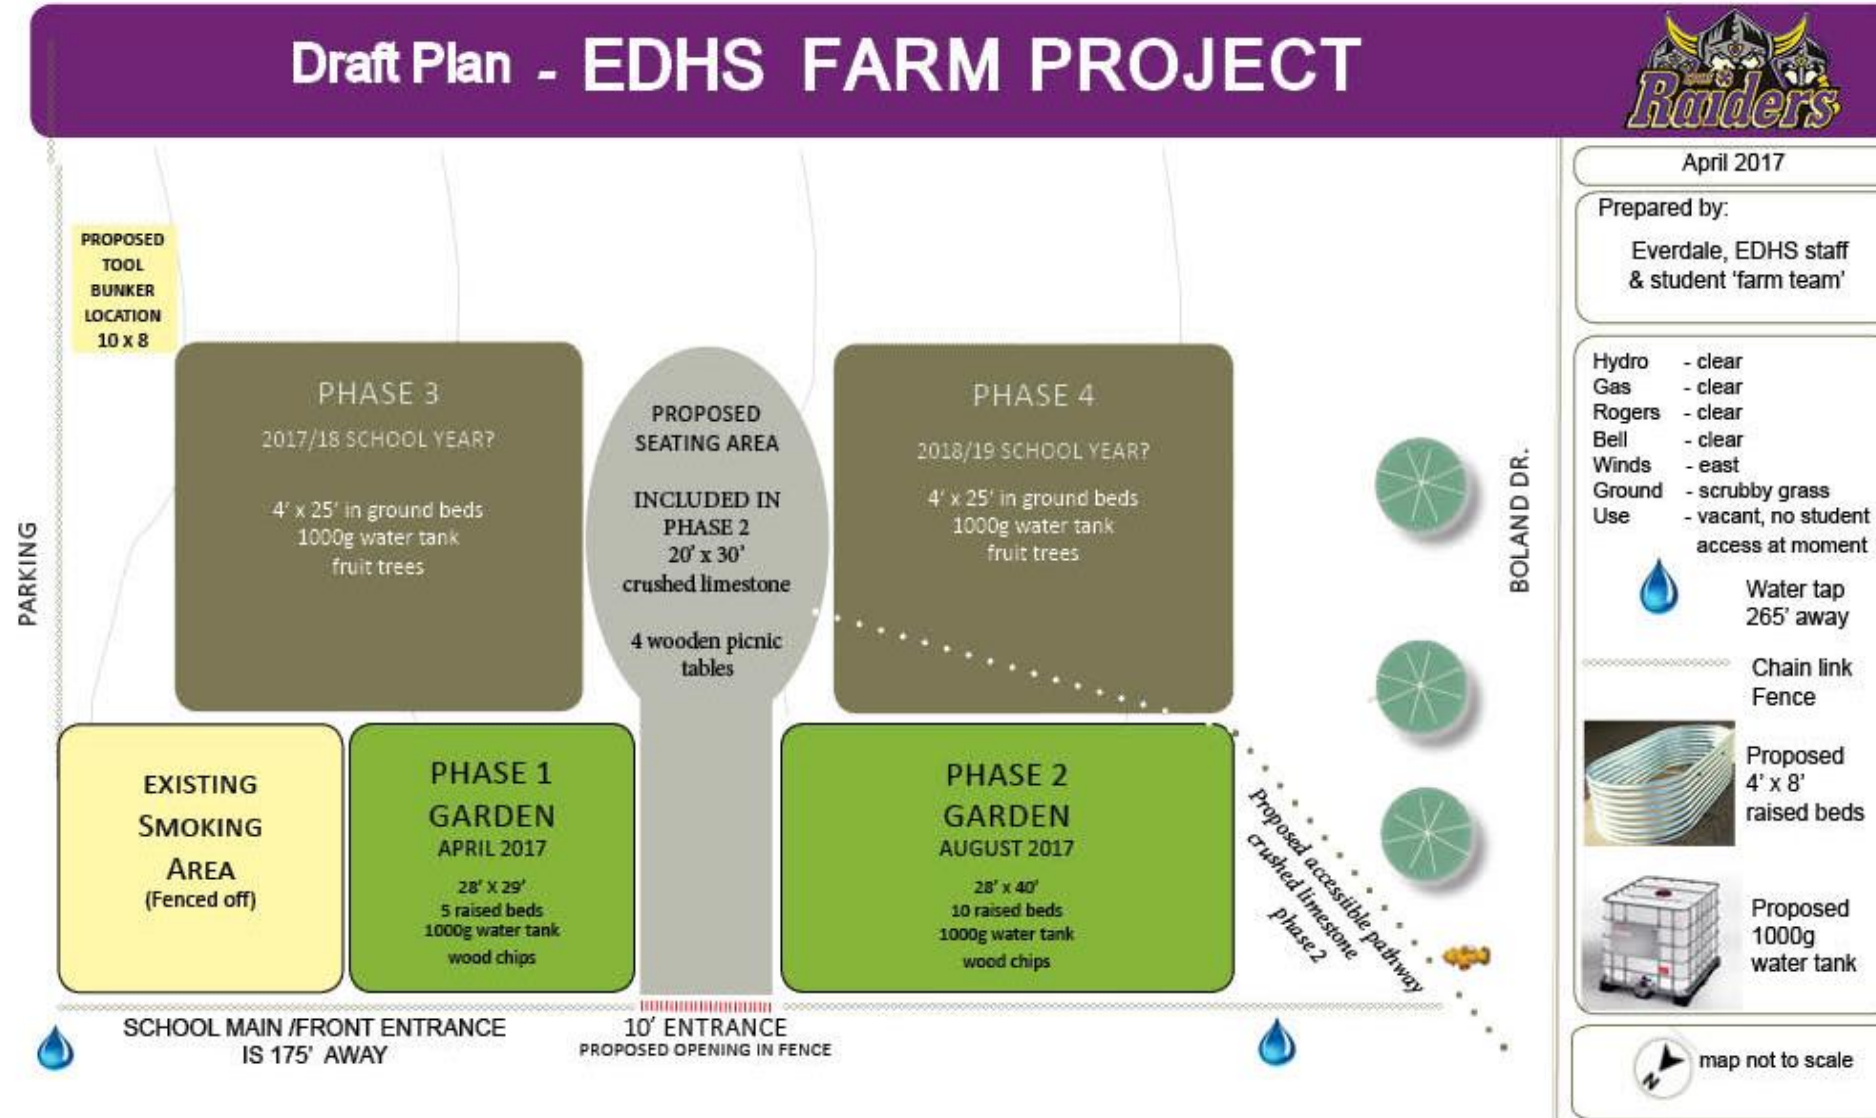 Draft Plan - EDHS FARM PROJECT
Raiders
April 2017
Prepared by:
Everdale, EDHS staff
& student 'farm team'
PROPOSED
TOOL
BUNKER
LOCATION
10 x 8
PHASE 3
2017/18 SCHOOL YEAR?
4' x 25' in ground beds
1000g water tank
fruit trees
PROPOSED
SEATING AREA
INCLUDED IN
PHASE 2
20' x 30'
crushed limestone
4 wooden picnic
tables
PHASE 4
2018/19 SCHOOL YEAR?
4' x 25' in ground beds
1000g water tank
fruit trees
PARKING
BOLAND DR.
EXISTING
SMOKING
AREA
(Fenced off)
PHASE 1
GARDEN
APRIL 2017
28' X 29'
5 raised beds
1000g water tank
wood chips
PHASE 2
GARDEN
AUGUST 2017
28' x 40'
10 raised beds
1000g water tank
wood chips
Proposed accessible pathway
crushed limestone
phase 2
SCHOOL MAIN /FRONT ENTRANCE
IS 175' AWAY
10' ENTRANCE
PROPOSED OPENING IN FENCE
Hydro - clear
Gas - clear
Rogers - clear
Bell - clear
Winds - east
Ground - scrubby grass
Use - vacant, no student
access at moment
Water tap
265' away
Chain link
Fence
Proposed
4' x 8'
raised beds
Proposed
1000g
water tank
N
map not to scale